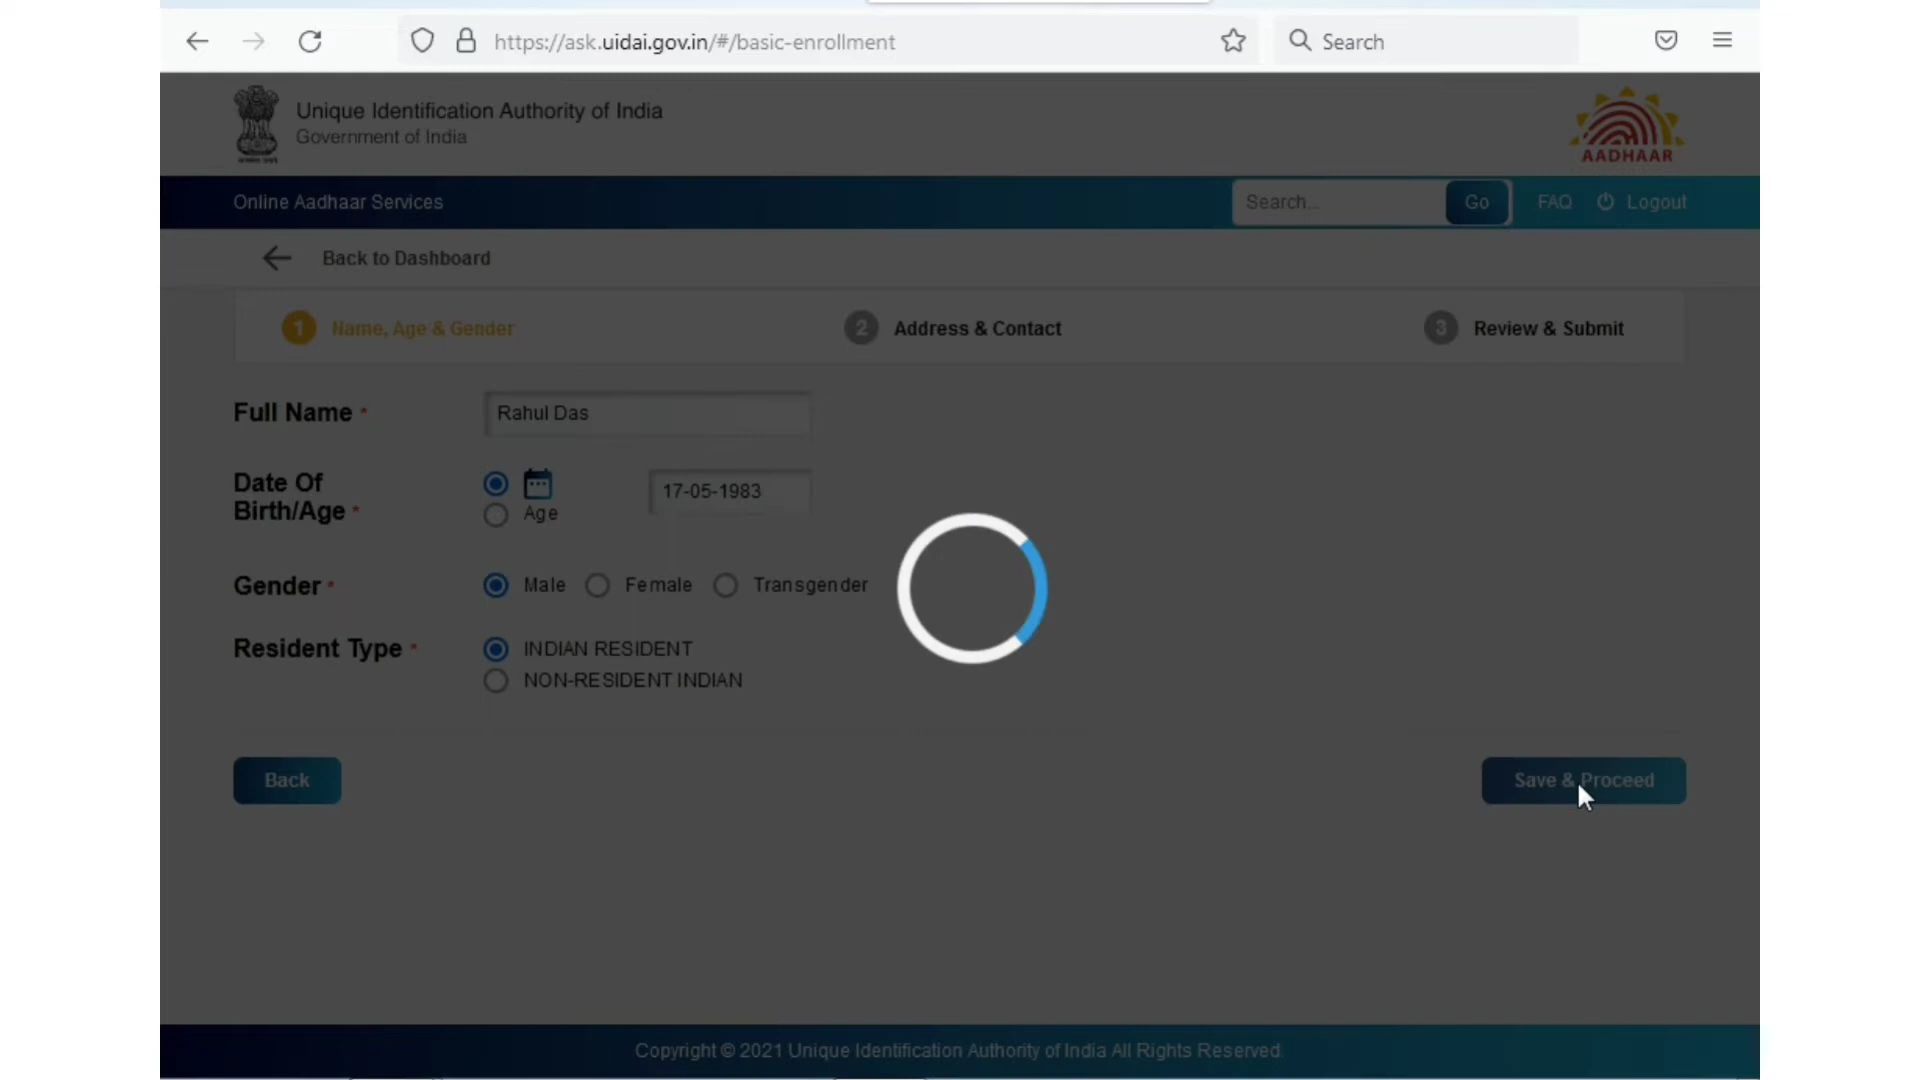 https://ask.uidai.gov.in/#/basic-enrollment
Search
Unique Identification Authority of India
Government of India
AADHAAR
Online Aadhaar Services
Search...
Go
FAQ
Logout
Back to Dashboard
1 Name, Age & Gender
2 Address & Contact
3 Review & Submit
Full Name *
Rahul Das
Date Of
Birth/Age *
17-05-1983
Age
Gender *
Male
Female
Transgender
Resident Type *
INDIAN RESIDENT
NON-RESIDENT INDIAN
Back
Save & Proceed
Copyright © 2021 Unique Identification Authority of India All Rights Reserved.